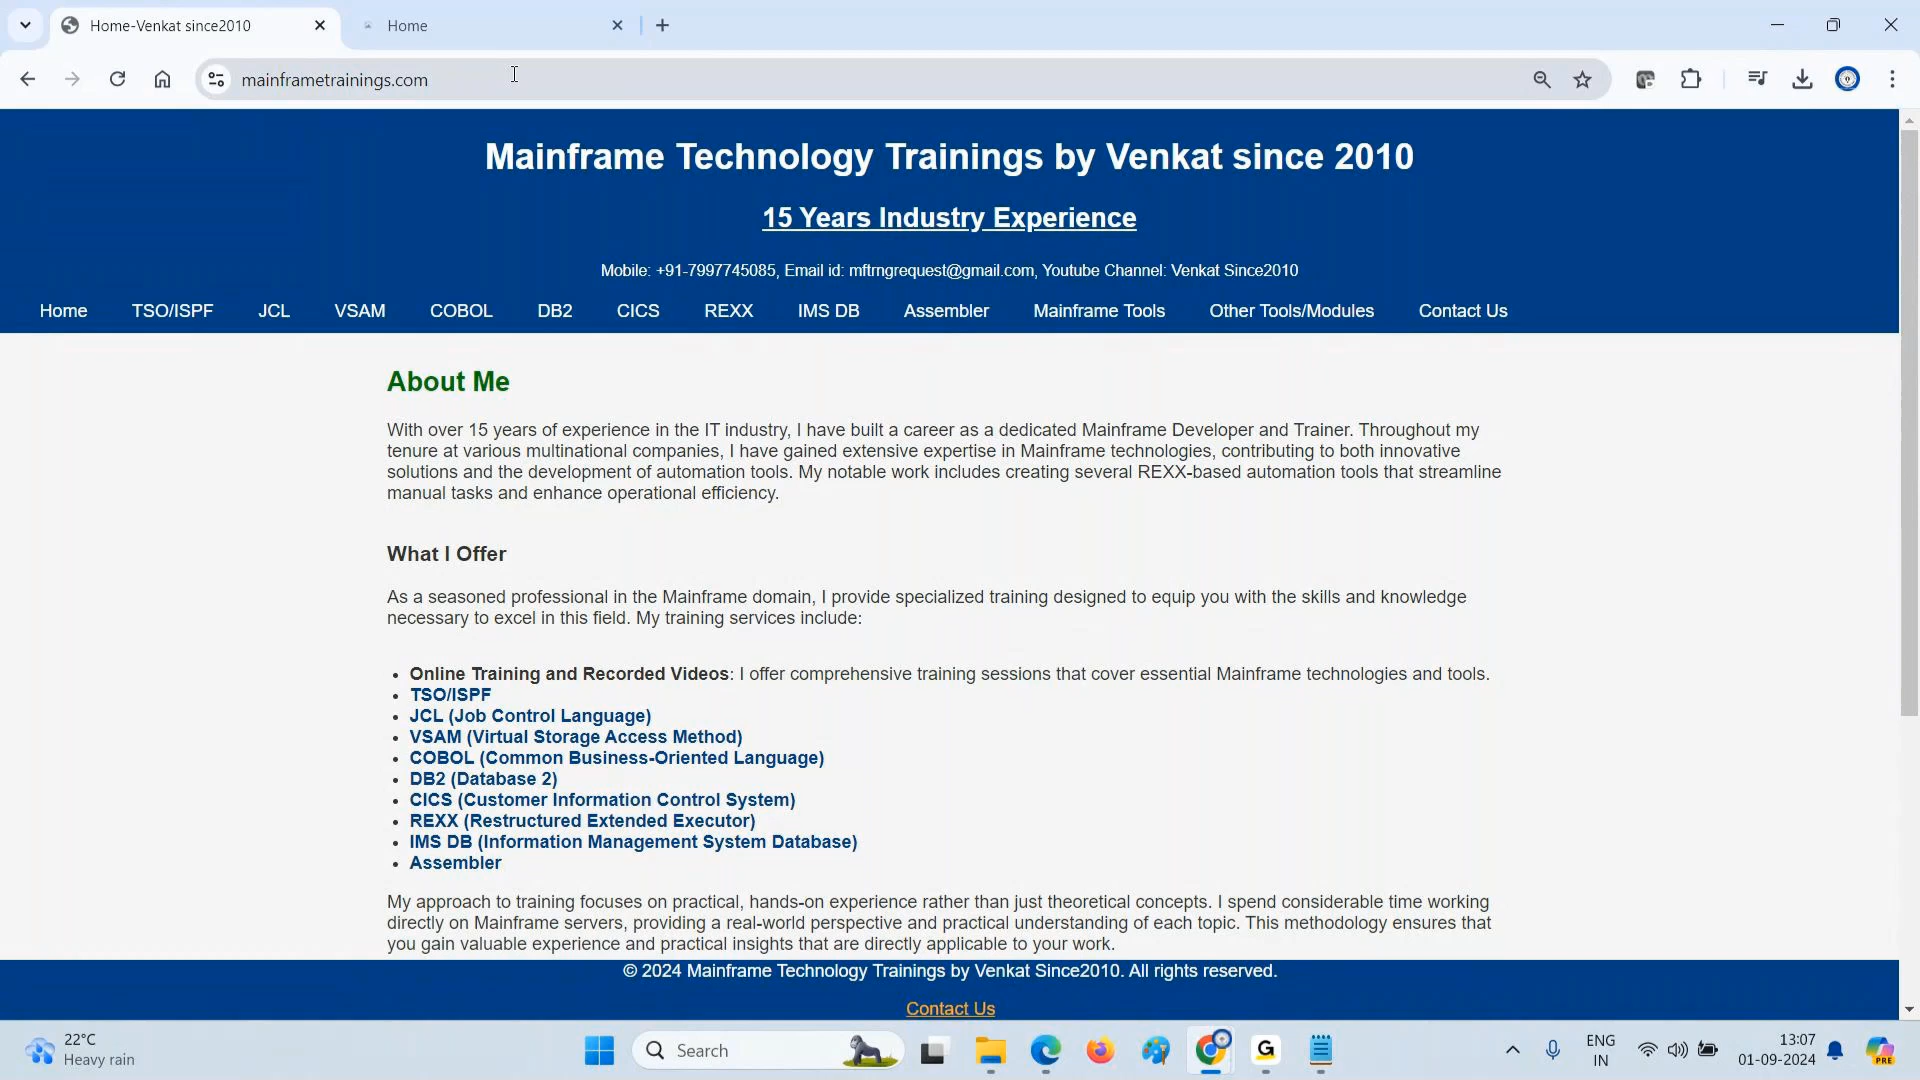 Home-Venkat since2010
Home
mainframetrainings.com
Mainframe Technology Trainings by Venkat since 2010
15 Years Industry Experience
Mobile: +91-7997745085, Email id: mftrngrequest@gmail.com, Youtube Channel: Venkat Since2010
Home TSO/ISPF JCL VSAM COBOL DB2 CICS REXX IMS DB Assembler Mainframe Tools Other Tools/Modules Contact Us
About Me
With over 15 years of experience in the IT industry, I have built a career as a dedicated Mainframe Developer and Trainer. Throughout my
tenure at various multinational companies, I have gained extensive expertise in Mainframe technologies, contributing to both innovative
solutions and the development of automation tools. My notable work includes creating several REXX-based automation tools that streamline
manual tasks and enhance operational efficiency.
What I Offer
As a seasoned professional in the Mainframe domain, I provide specialized training designed to equip you with the skills and knowledge
necessary to excel in this field. My training services include:
• Online Training and Recorded Videos: I offer comprehensive training sessions that cover essential Mainframe technologies and tools.
• TSO/ISPF
• JCL (Job Control Language)
• VSAM (Virtual Storage Access Method)
• COBOL (Common Business-Oriented Language)
• DB2 (Database 2)
• CICS (Customer Information Control System)
• REXX (Restructured Extended Executor)
• IMS DB (Information Management System Database)
• Assembler
My approach to training focuses on practical, hands-on experience rather than just theoretical concepts. I spend considerable time working
directly on Mainframe servers, providing a real-world perspective and practical understanding of each topic. This methodology ensures that
you gain valuable experience and practical insights that are directly applicable to your work.
© 2024 Mainframe Technology Trainings by Venkat Since2010. All rights reserved.
Contact Us
22°C
Heavy rain
Search
G
ENG
IN
13:07
01-09-2024
PRE